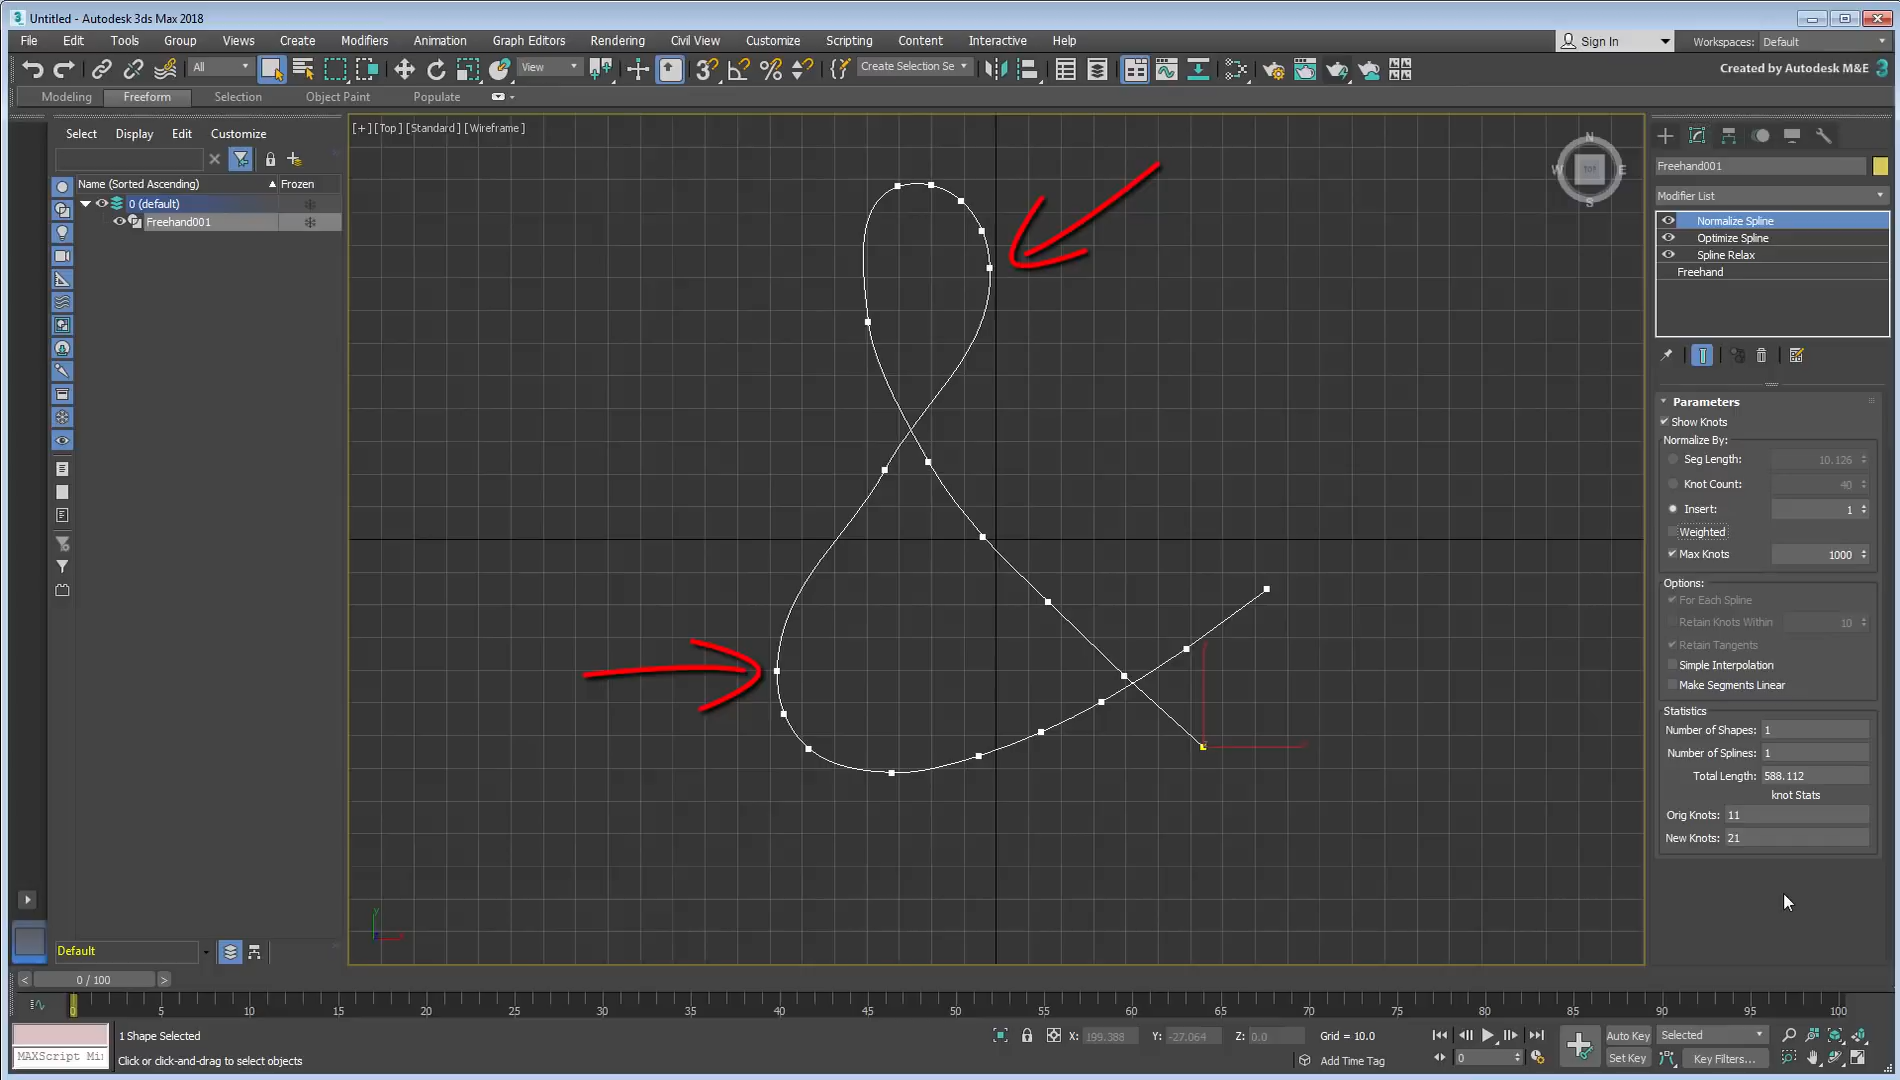 Untitled - Autodesk 3ds Max 2018
File Edit Tools Group Views Create Modifiers Animation Graph Editors Rendering Civil View Customize Scripting Content Interactive Help Sign In Workspaces: Default
All View Create Selection Se Created by Autodesk M&E 3
Modeling Freeform Selection Object Paint Populate
Select Display Edit Customize
Name (Sorted Ascending) Frozen
0 (default)
Freehand001
[+] [Top] [Standard] [Wireframe]
N
W E
S
TOP
Freehand001
Modifier List
Normalize Spline
Optimize Spline
Spline Relax
Freehand
Parameters
Show Knots
Normalize By:
Seg Length: 10.126
Knot Count: 40
Insert: 1
Weighted
Max Knots 1000
Options:
For Each Spline
Retain Knots Within 10
Retain Tangents
Simple Interpolation
Make Segments Linear
Statistics
Number of Shapes: 1
Number of Splines: 1
Total Length: 588.112
knot Stats
Orig Knots: 11
New Knots: 21
y
Default
< 0 / 100 >
0 5 10 15 20 25 30 35 40 45 50 55 60 65 70 75 80 85 90 95 100
1 Shape Selected X: 199.388 Y: -27.064 Z: 0.0 Grid = 10.0 Auto Key Selected
MAXScript Mi Click or click-and-drag to select objects Add Time Tag 0 Set Key Key Filters...